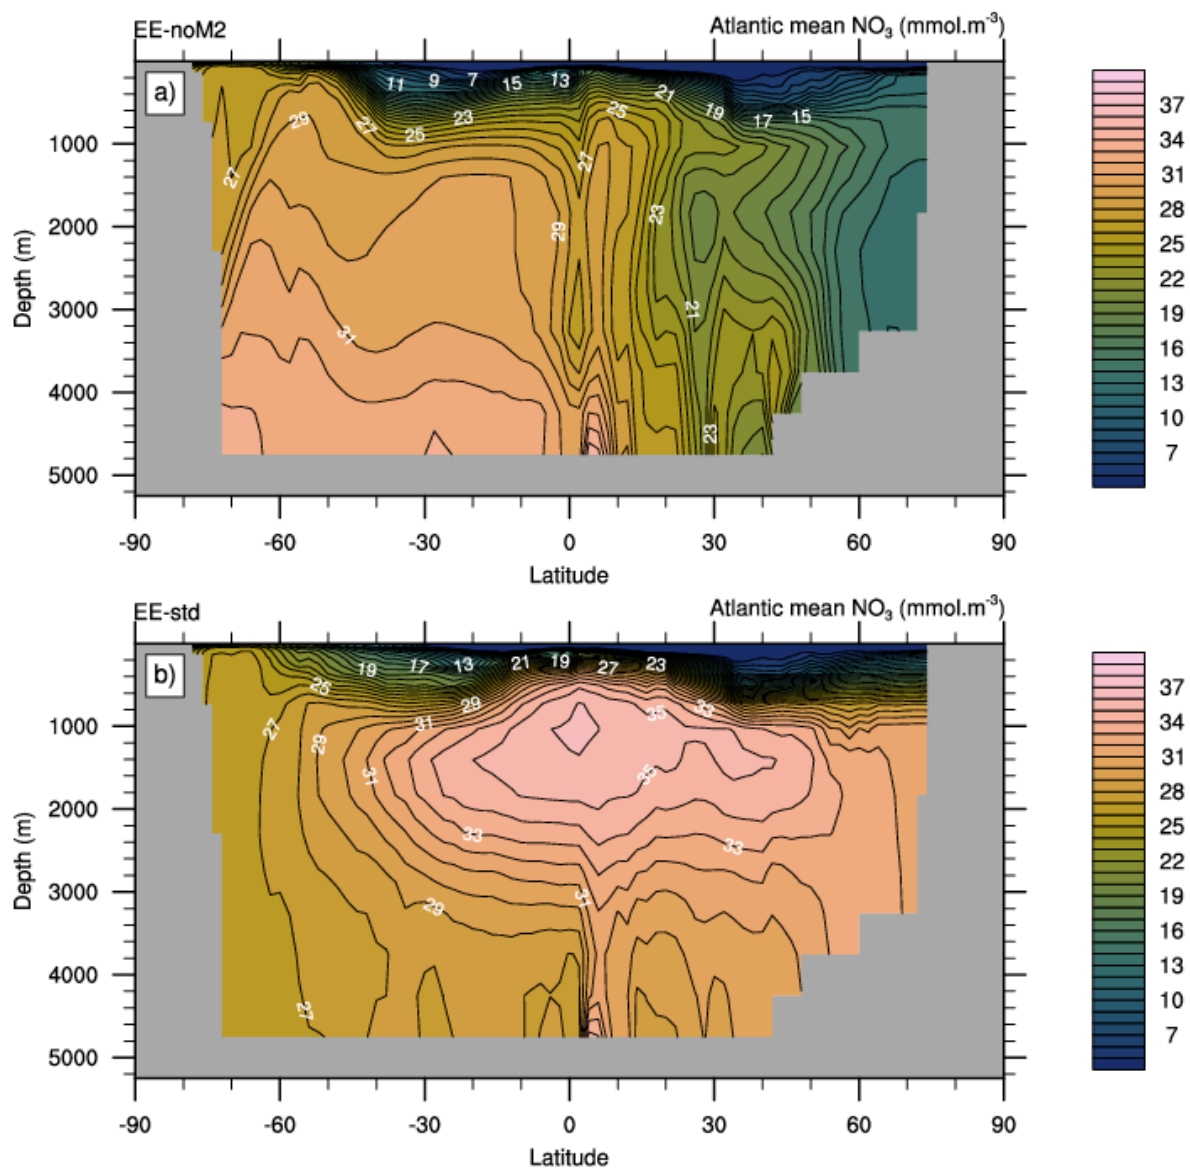 EE-noM2 Atlantic mean NO3 (mmol.m-3)
a)
11 9 7 15 13 21 19 17 15
29 27 25 23 25
27 27
29 23
31 21
23
1000
2000
3000
4000
5000
Depth (m)
-90 -60 -30 0 30 60 90
Latitude
37
34
31
28
25
22
19
16
13
10
7
EE-std Atlantic mean NO3 (mmol.m-3)
b)
19 17 13 21 19 27 23
25 29 35 33
27 29 31
31 35
33 33
29 31
27
1000
2000
3000
4000
5000
Depth (m)
-90 -60 -30 0 30 60 90
Latitude
37
34
31
28
25
22
19
16
13
10
7